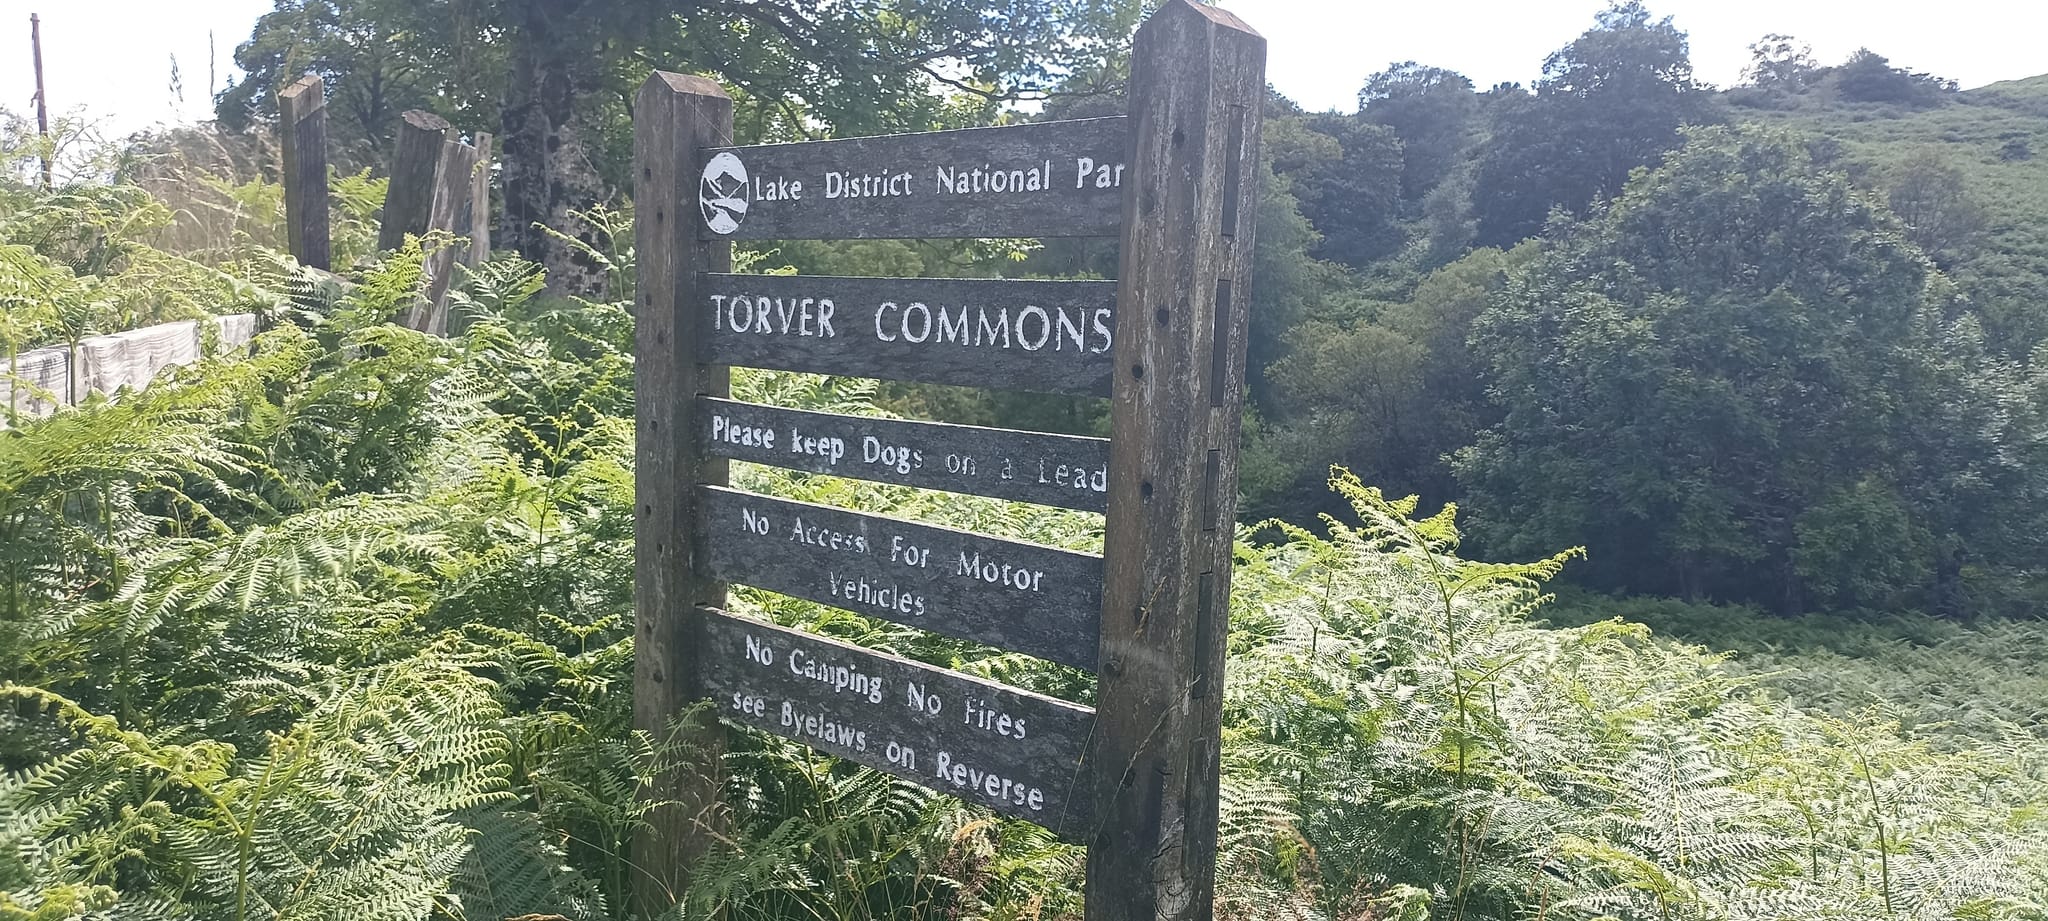 Lake District National Par
TORVER COMMONS
Please keep Dogs on a Lead
No Access For Motor
Vehicles
No Camping No Fires
see Byelaws on Reverse